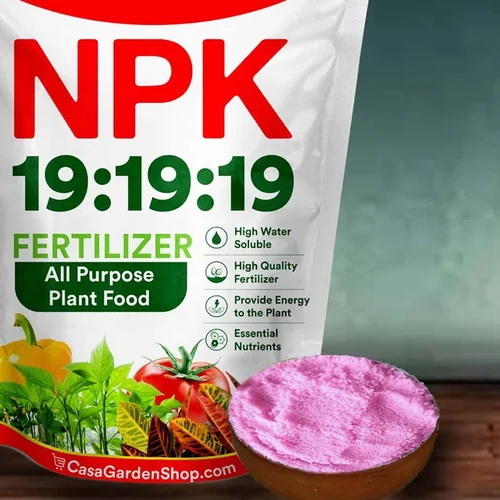 NPK
19:19:19
FERTILIZER
All Purpose
Plant Food
High Water
Soluble
High Quality
Fertilizer
Provide Energy
to the Plant
Essential
Nutrients
CasaGardenShop.com